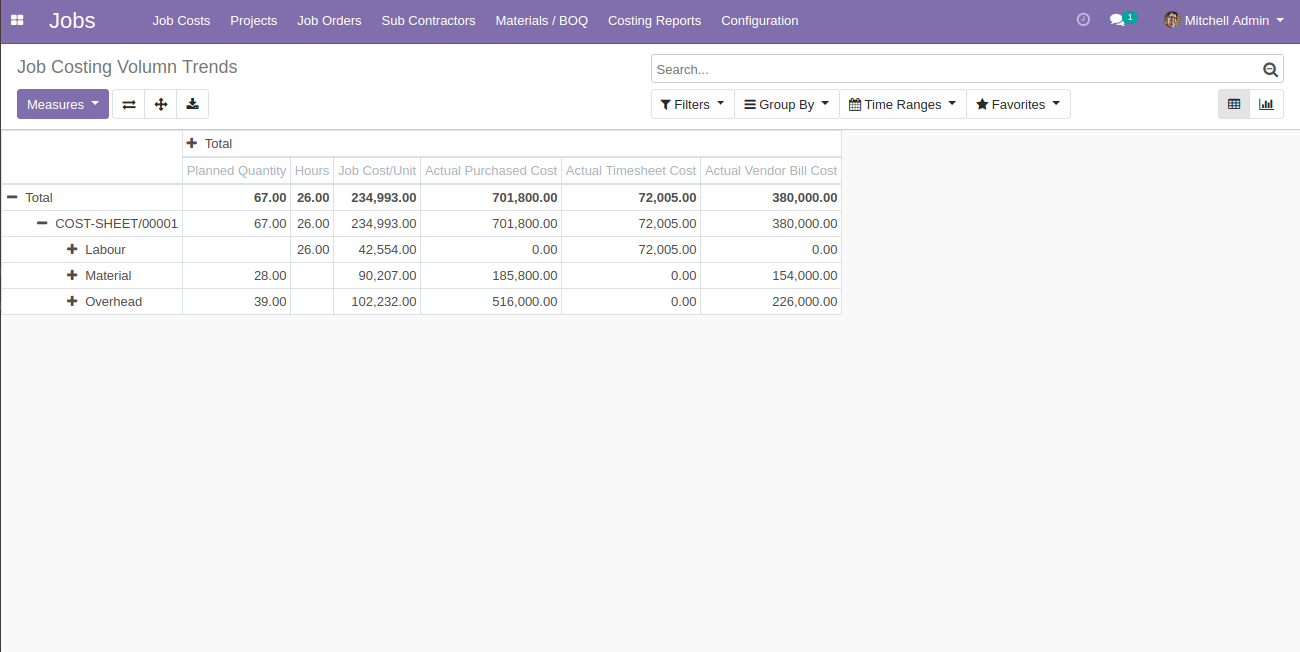 Jobs Job Costs Projects Job Orders Sub Contractors Materials / BOQ Costing Reports Configuration 1 Mitchell Admin
Job Costing Volumn Trends Search...
Measures Filters Group By Time Ranges Favorites
Total
Planned Quantity Hours Job Cost/Unit Actual Purchased Cost Actual Timesheet Cost Actual Vendor Bill Cost
Total 67.00 26.00 234,993.00 701,800.00 72,005.00 380,000.00
COST-SHEET/00001 67.00 26.00 234,993.00 701,800.00 72,005.00 380,000.00
Labour 26.00 42,554.00 0.00 72,005.00 0.00
Material 28.00 90,207.00 185,800.00 0.00 154,000.00
Overhead 39.00 102,232.00 516,000.00 0.00 226,000.00